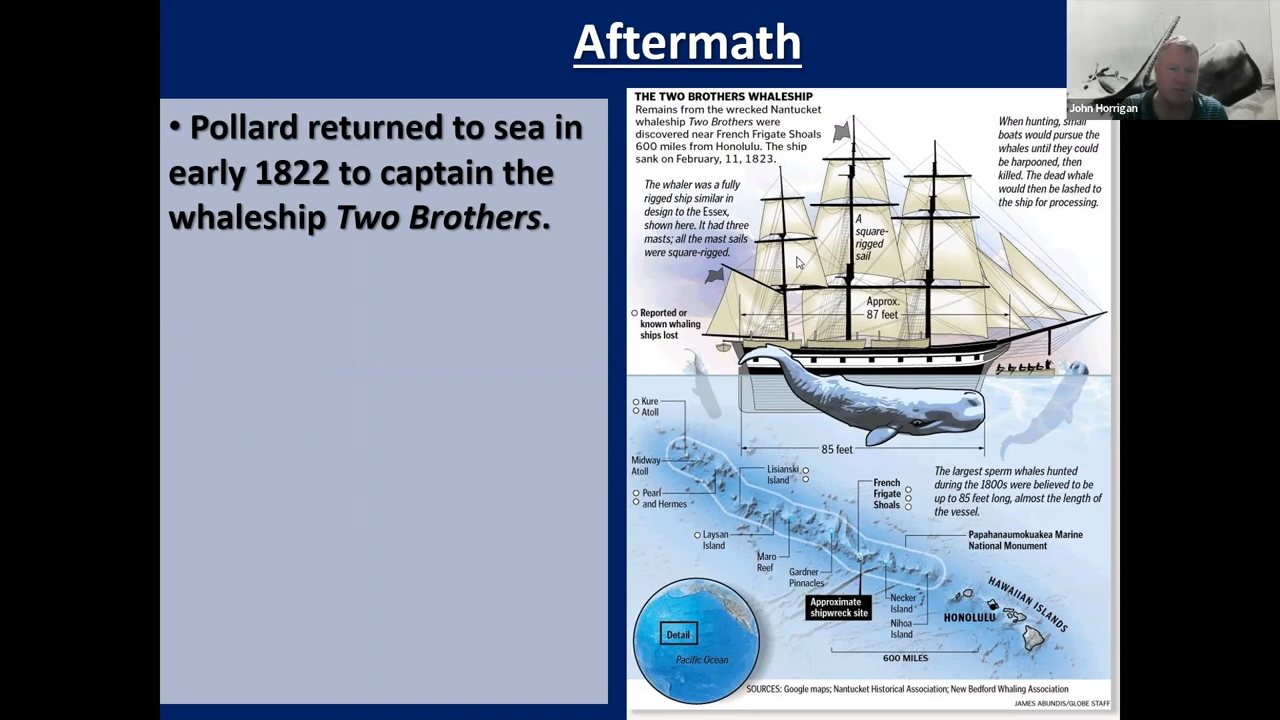 Aftermath
John Horrigan
• Pollard returned to sea in
early 1822 to captain the
whaleship Two Brothers.
THE TWO BROTHERS WHALESHIP
Remains from the wrecked Nantucket
whaleship Two Brothers were
discovered near French Frigate Shoals
600 miles from Honolulu. The ship
sank on February, 11, 1823.
The whaler was a fully
rigged ship similar in
design to the Essex,
shown here. It had three
masts; all the mast sails
were square-rigged.
A
square-
rigged
sail
When hunting, small
boats would pursue the
whales until they could
be harpooned, then
killed. The dead whale
would then be lashed to
the ship for processing.
Approx.
87 feet
Reported or
known whaling
ships lost
85 feet
The largest sperm whales hunted
during the 1800s were believed to be
up to 85 feet long, almost the length of
the vessel.
Kure
Atoll
Midway
Atoll
Pearl
and Hermes
Lisianski
Island
Laysan
Island
Maro
Reef
Gardner
Pinnacles
French
Frigate
Shoals
Papahanaumokuakea Marine
National Monument
Approximate
shipwreck site
Necker
Island
Nihoa
Island
HONOLULU
HAWAIIAN ISLANDS
600 MILES
Detail
Pacific Ocean
SOURCES: Google maps; Nantucket Historical Association; New Bedford Whaling Association
JAMES ABUNDIS/GLOBE STAFF